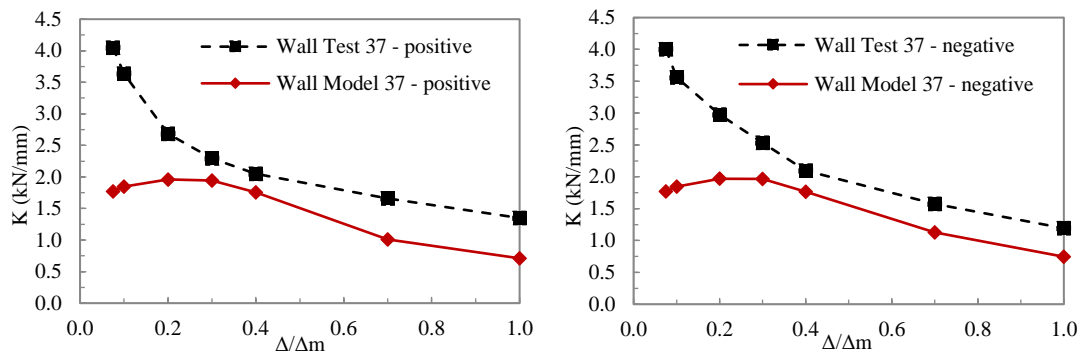 4.5
4.0
3.5
3.0
2.5
2.0
1.5
1.0
0.5
0.0
K (kN/mm)
Wall Test 37 - positive
Wall Model 37 - positive
0.0 0.2 0.4 0.6 0.8 1.0
Δ/Δm
4.5
4.0
3.5
3.0
2.5
2.0
1.5
1.0
0.5
0.0
K (kN/mm)
Wall Test 37 - negative
Wall Model 37 - negative
0.0 0.2 0.4 0.6 0.8 1.0
Δ/Δm